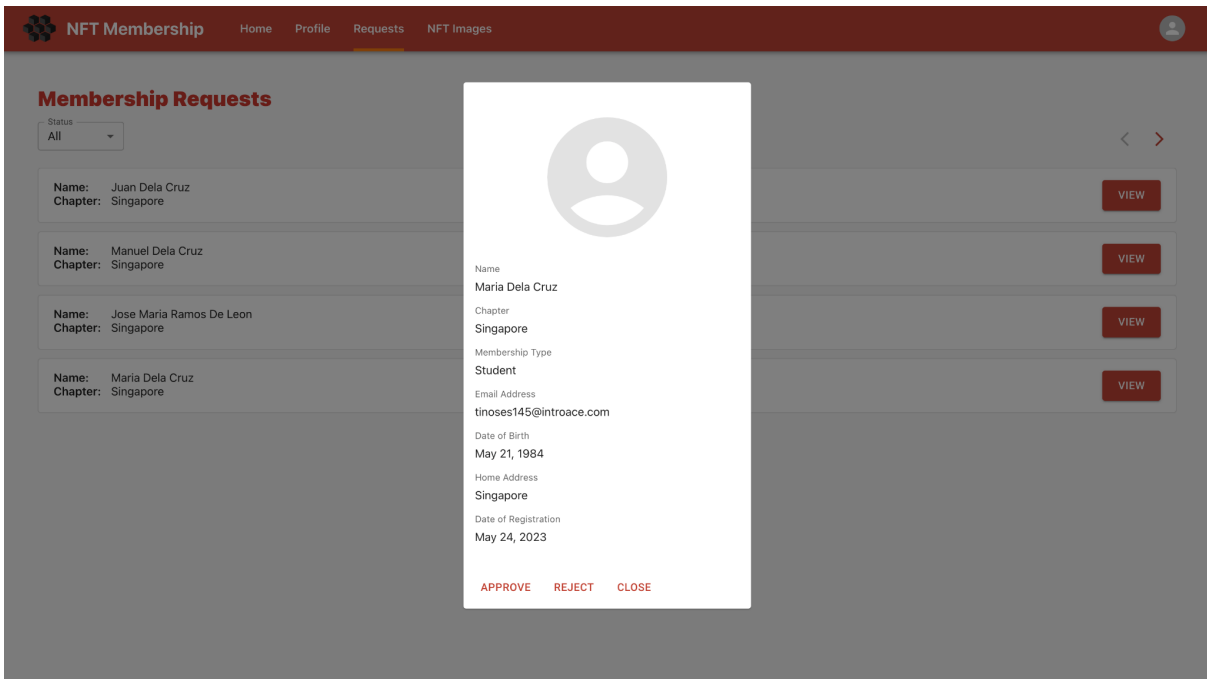 NFT Membership Home Profile Requests NFT Images
Membership Requests
Status
All
Name: Juan Dela Cruz
Chapter: Singapore
VIEW
Name: Manuel Dela Cruz
Chapter: Singapore
VIEW
Name: Jose Maria Ramos De Leon
Chapter: Singapore
VIEW
Name: Maria Dela Cruz
Chapter: Singapore
VIEW
Name
Maria Dela Cruz
Chapter
Singapore
Membership Type
Student
Email Address
tinoses145@introace.com
Date of Birth
May 21, 1984
Home Address
Singapore
Date of Registration
May 24, 2023
APPROVE REJECT CLOSE